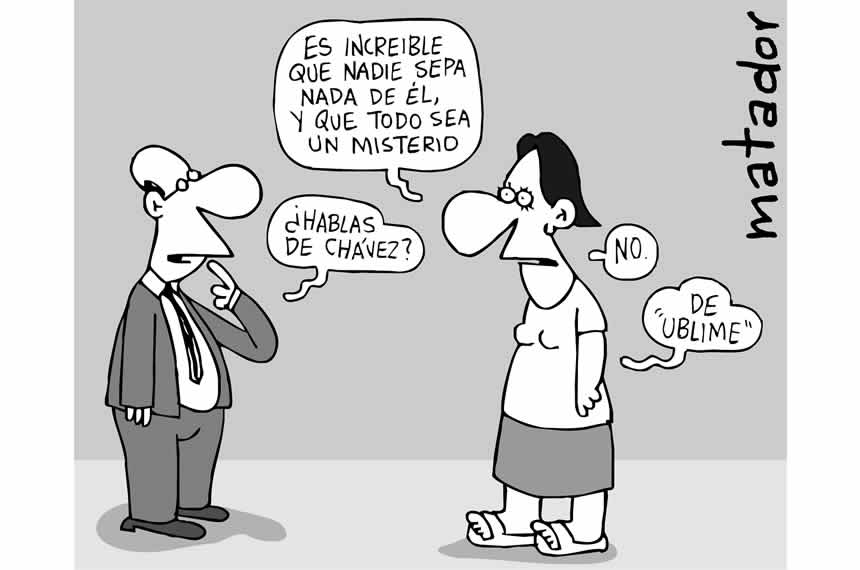 ES INCREIBLE
QUE NADIE SEPA
NADA DE ÉL,
Y QUE TODO SEA
UN MISTERIO
¿HABLAS
DE CHÁVEZ?
NO.
DE
"UBLIME"
matador